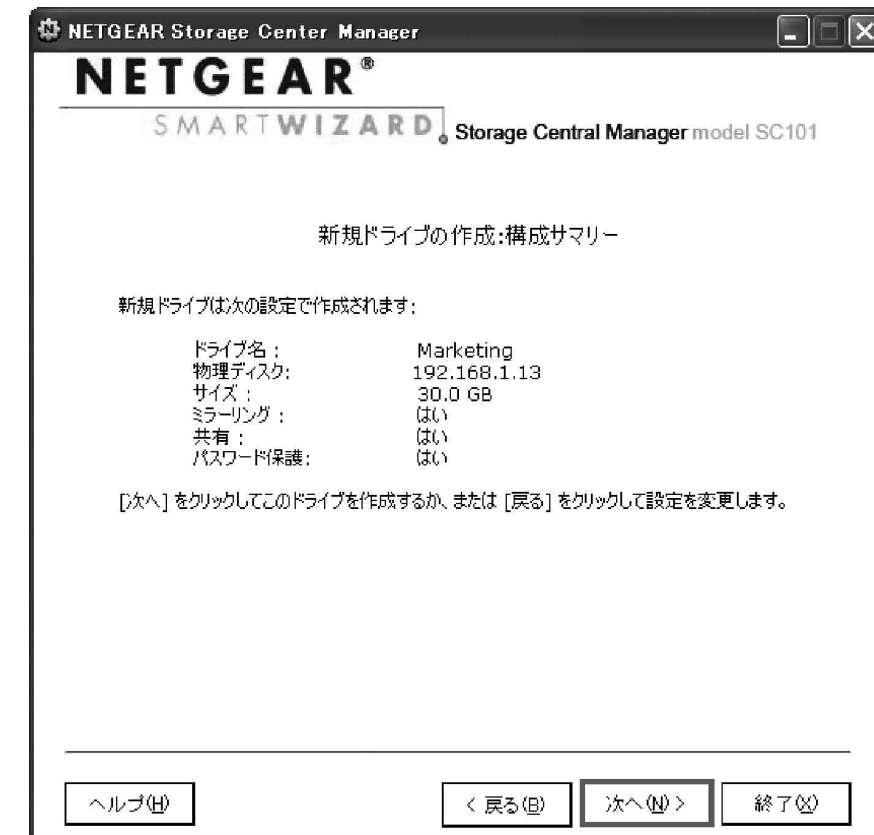 NETGEAR Storage Center Manager
NETGEAR®
SMARTWIZARD Storage Central Manager model SC101
新規ドライブの作成:構成サマリー
新規ドライブは次の設定で作成されます:
ドライブ名 : Marketing
物理ディスク: 192.168.1.13
サイズ : 30.0 GB
ミラーリング : はい
共有 : はい
パスワード保護: はい
[次へ] をクリックしてこのドライブを作成するか、または [戻る] をクリックして設定を変更します。
ヘルプ(H) < 戻る(B) 次へ(N) > 終了(X)